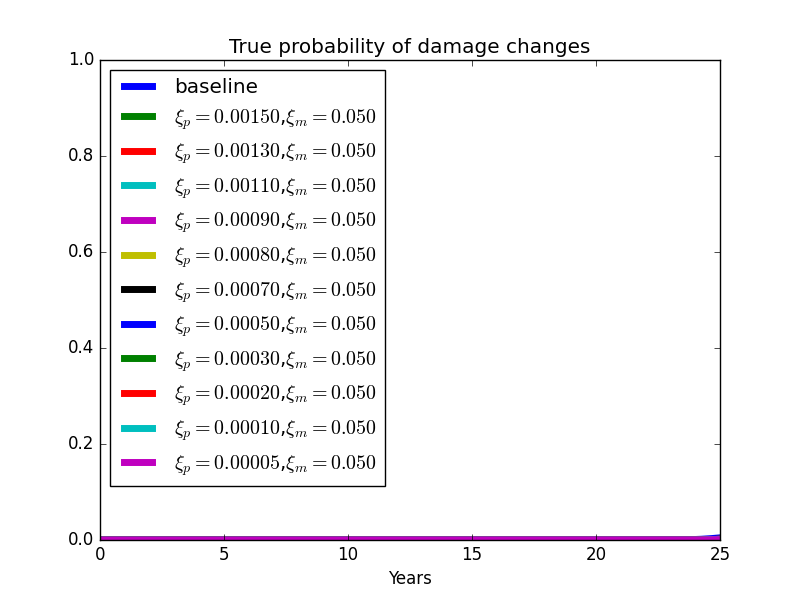 True probability of damage changes
1.0
0.8
0.6
0.4
0.2
0.0
baseline
ξₚ = 0.00150,ξₘ = 0.050
ξₚ = 0.00130,ξₘ = 0.050
ξₚ = 0.00110,ξₘ = 0.050
ξₚ = 0.00090,ξₘ = 0.050
ξₚ = 0.00080,ξₘ = 0.050
ξₚ = 0.00070,ξₘ = 0.050
ξₚ = 0.00050,ξₘ = 0.050
ξₚ = 0.00030,ξₘ = 0.050
ξₚ = 0.00020,ξₘ = 0.050
ξₚ = 0.00010,ξₘ = 0.050
ξₚ = 0.00005,ξₘ = 0.050
0 5 10 15 20 25
Years